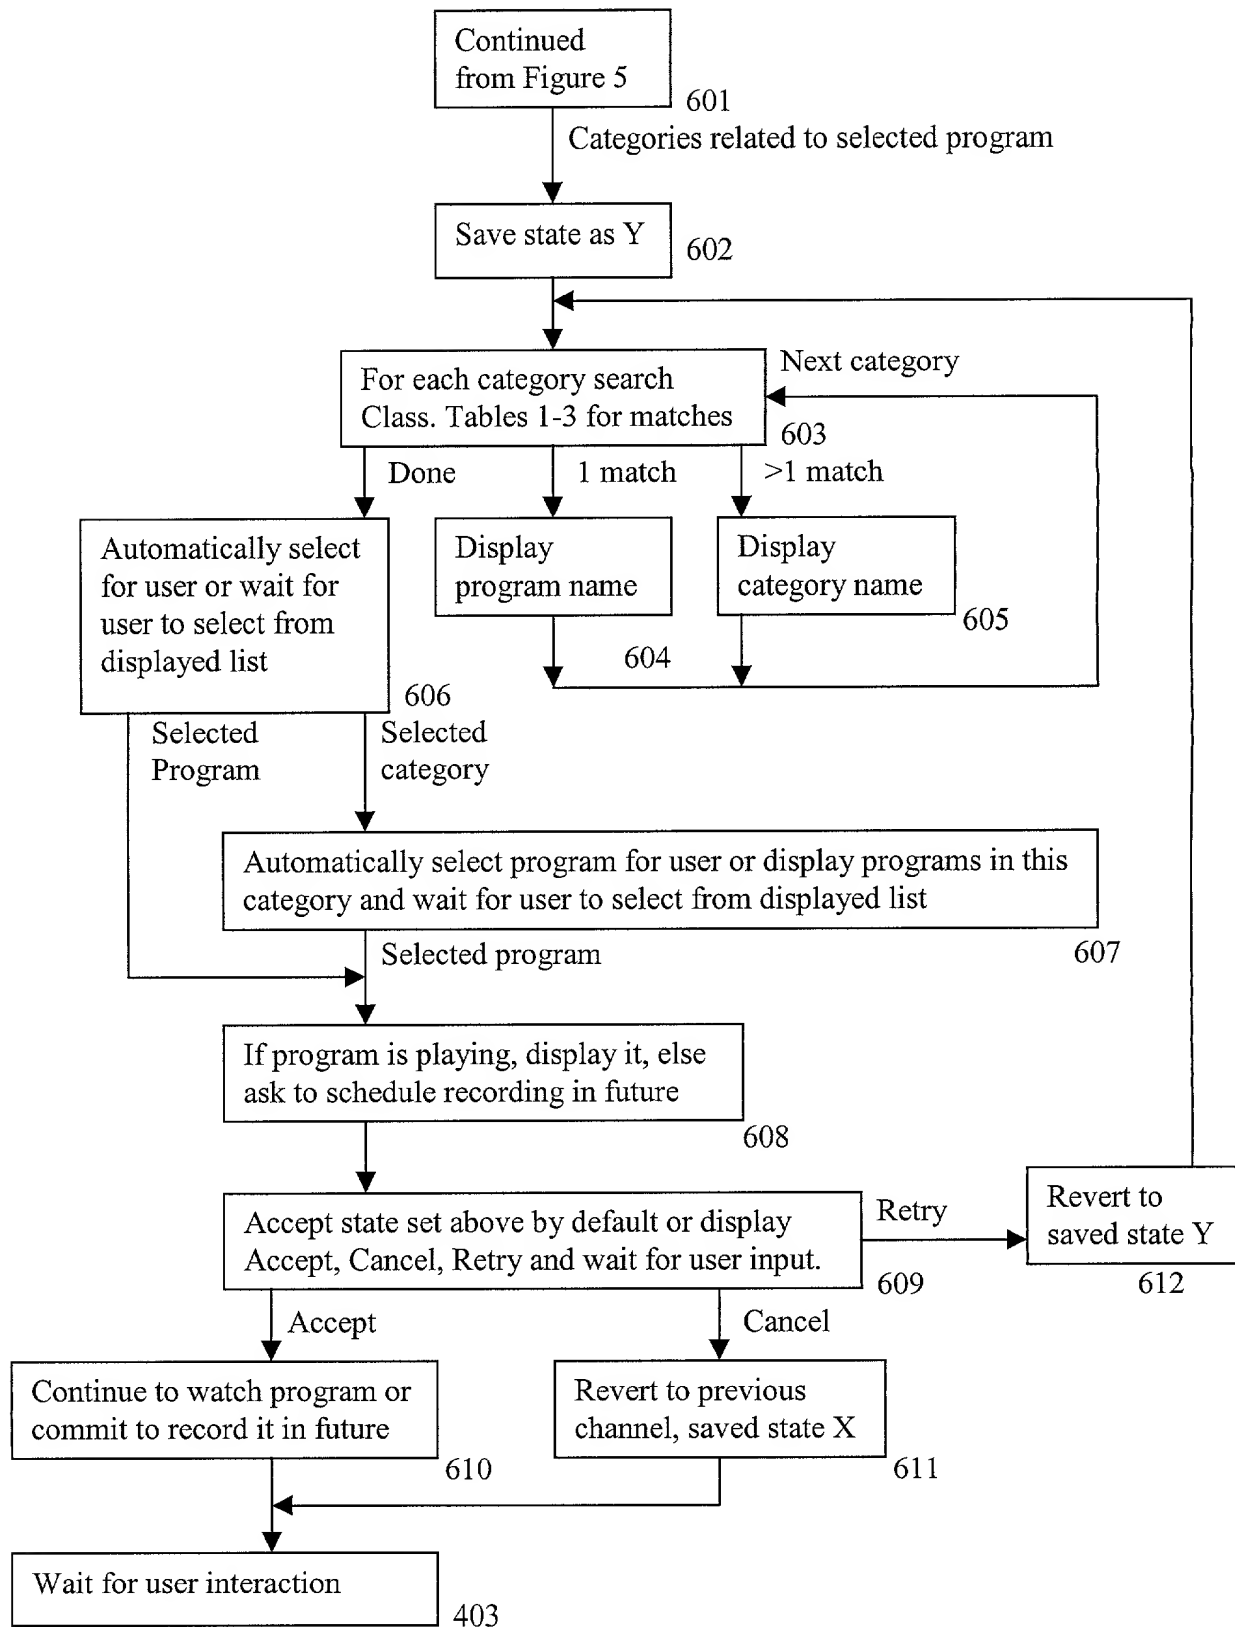 Continued
from Figure 5
601
Categories related to selected program
Save state as Y
602
Next category
For each category search
Class. Tables 1-3 for matches
603
Done
1 match
>1 match
Automatically select
for user or wait for
user to select from
displayed list
Display
program name
Display
category name
605
604
606
Selected
Program
Selected
category
Automatically select program for user or display programs in this
category and wait for user to select from displayed list
Selected program
607
If program is playing, display it, else
ask to schedule recording in future
608
Accept state set above by default or display
Accept, Cancel, Retry and wait for user input.
Retry
Revert to
saved state Y
609
612
Accept
Cancel
Continue to watch program or
commit to record it in future
Revert to previous
channel, saved state X
610
611
Wait for user interaction
403